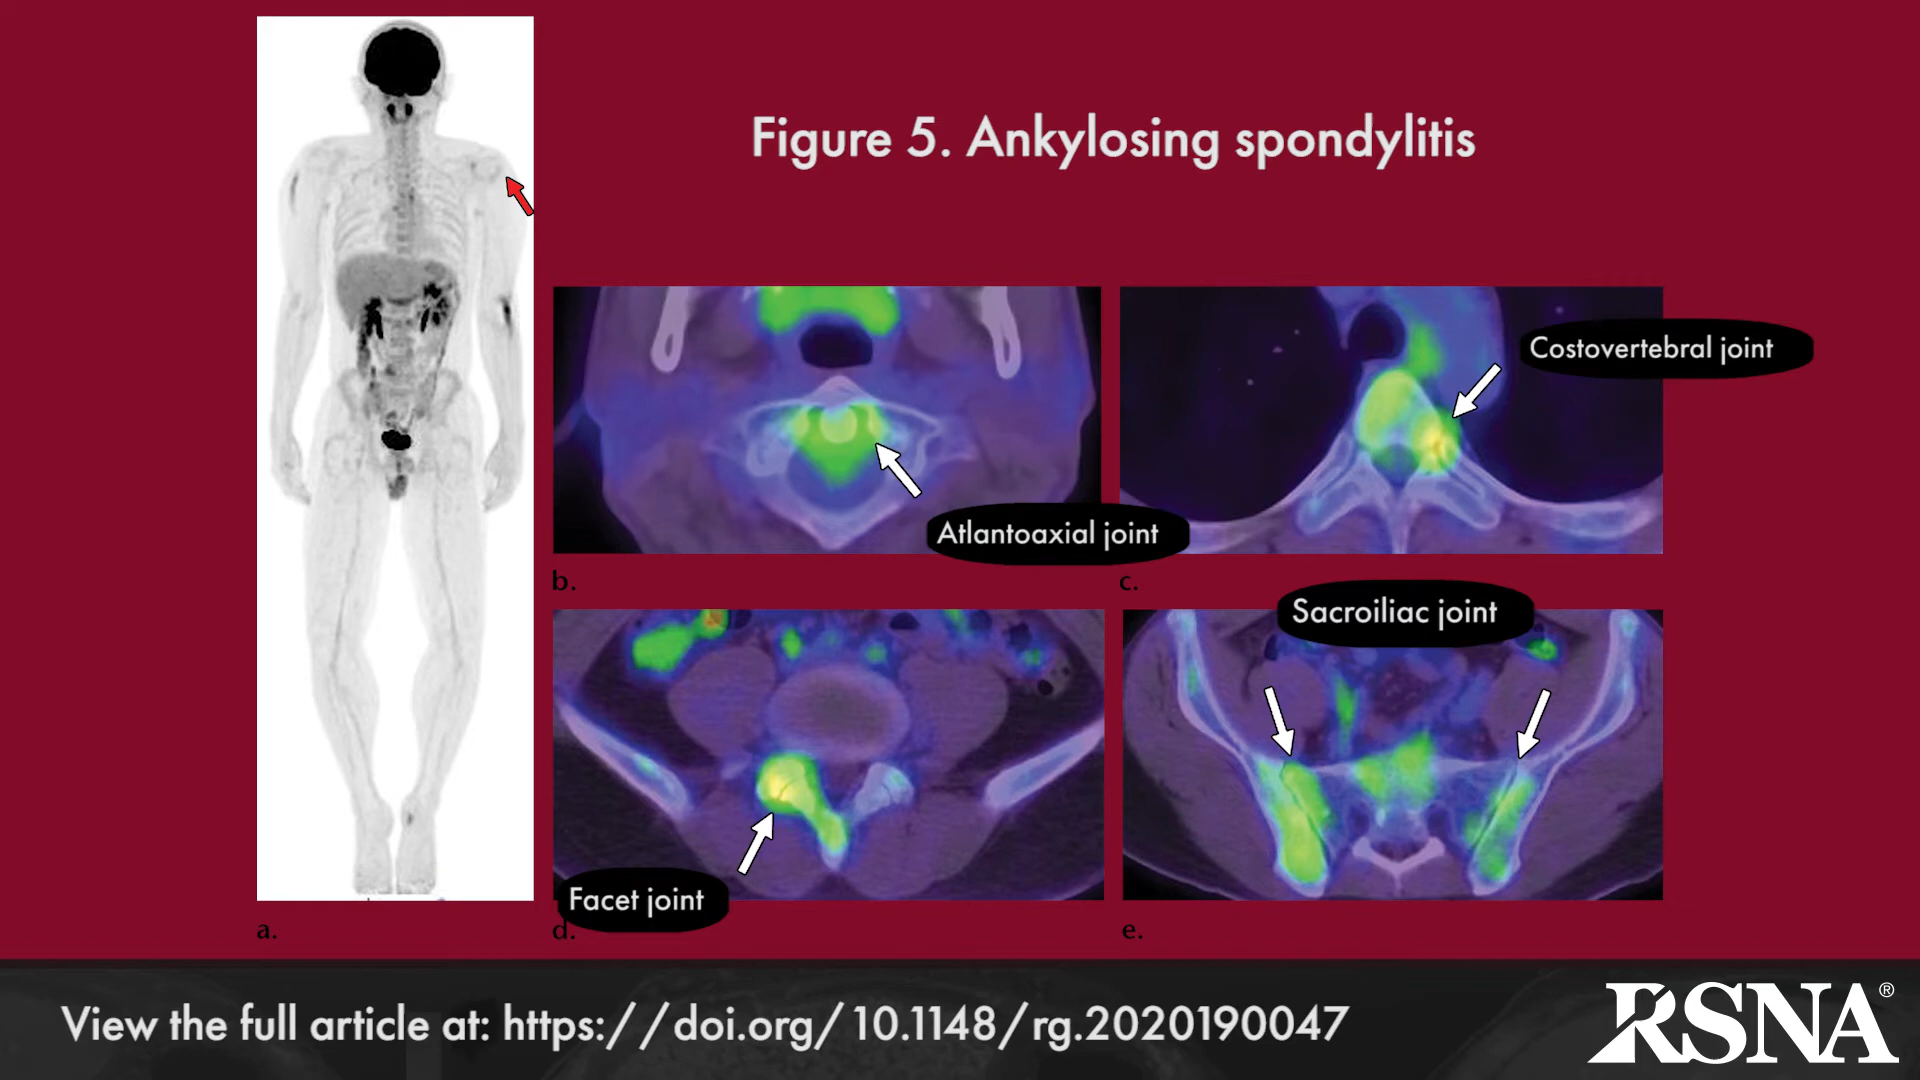 Figure 5. Ankylosing spondylitis
Costovertebral joint
Atlantoaxial joint
b.
c.
Sacroiliac joint
Facet joint
a.
d.
e.
View the full article at: https://doi.org/10.1148/rg.2020190047
RSNA®